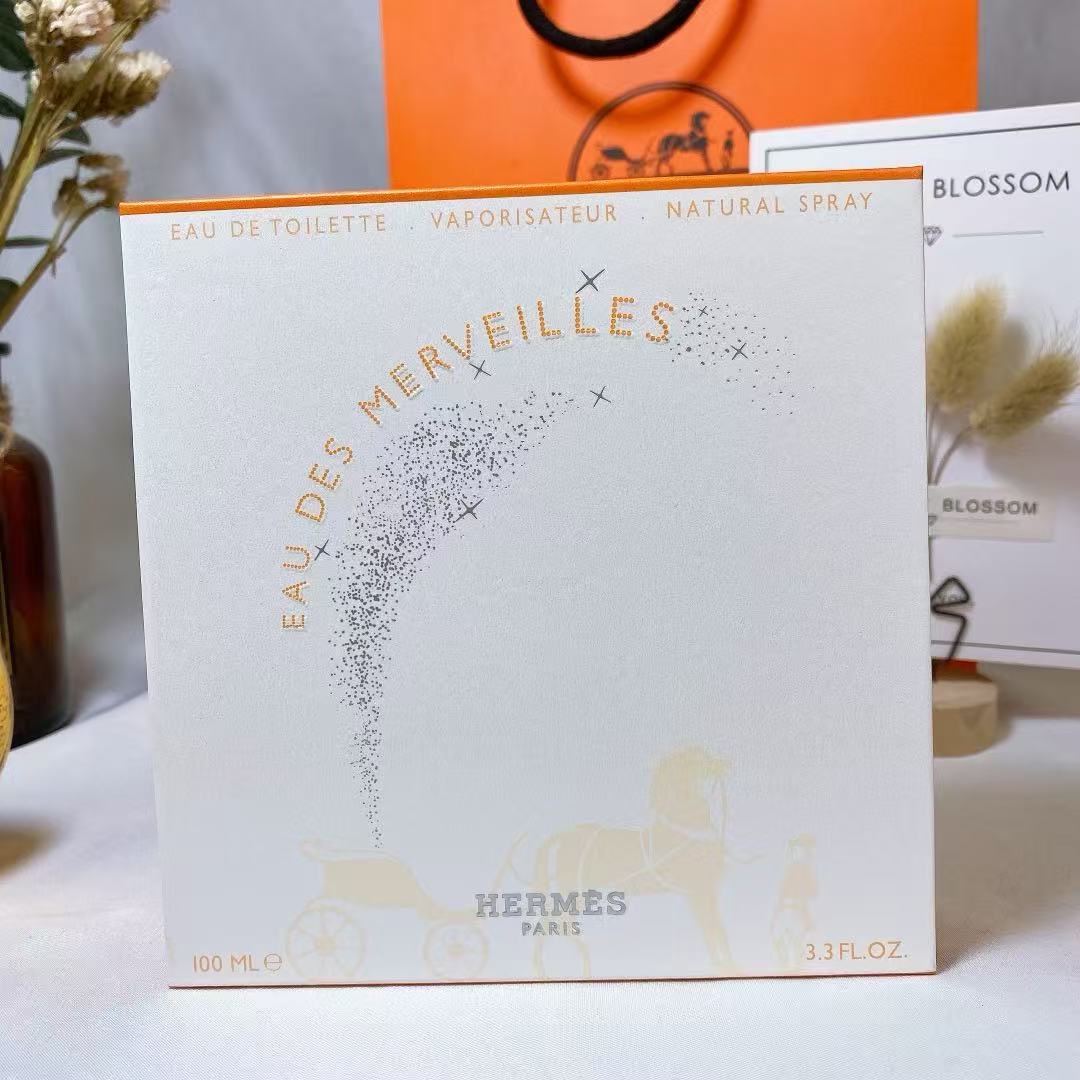 BLOSSOM
EAU DE TOILETTE . VAPORISATEUR . NATURAL SPRAY
EAU DES MERVEILLES
BLOSSOM
HERMÈS
PARIS
100 ML℮
3.3 FL.OZ.